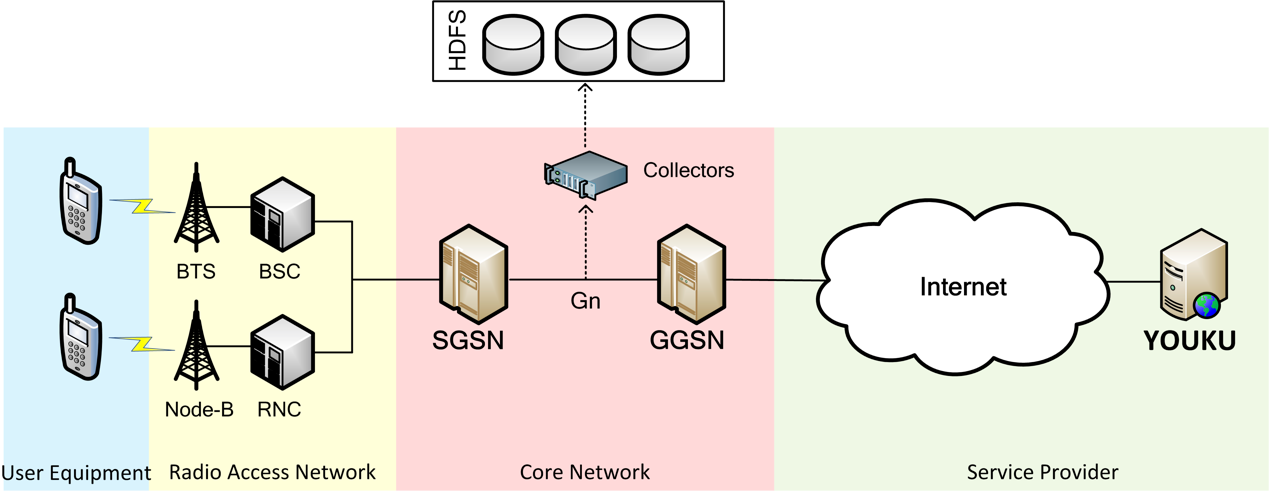 HDFS
Collectors
BTS
BSC
SGSN
Gn
GGSN
Internet
YOUKU
Node-B
RNC
User Equipment
Radio Access Network
Core Network
Service Provider